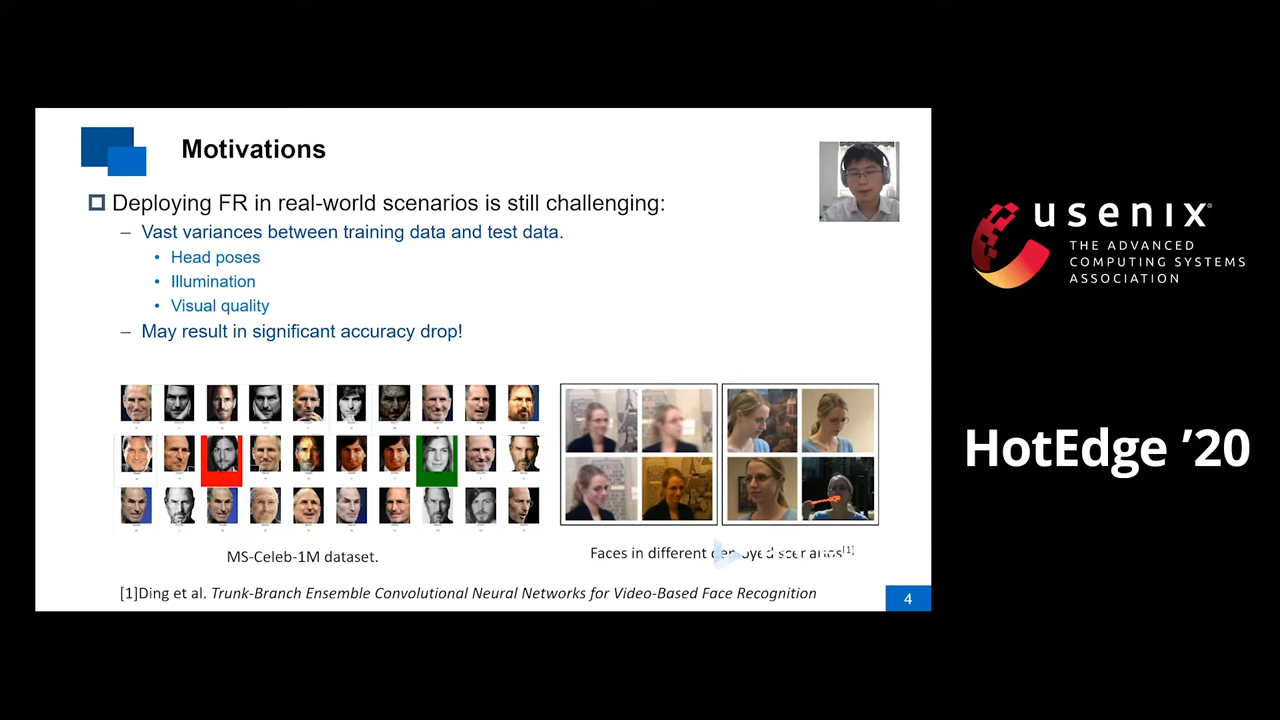 Motivations
Deploying FR in real-world scenarios is still challenging:
– Vast variances between training data and test data.
• Head poses
• Illumination
• Visual quality
– May result in significant accuracy drop!
MS-Celeb-1M dataset.
Faces in different deployed scenarios[1]
[1]Ding et al. Trunk-Branch Ensemble Convolutional Neural Networks for Video-Based Face Recognition
4
usenix®
THE ADVANCED
COMPUTING SYSTEMS
ASSOCIATION
HotEdge ’20